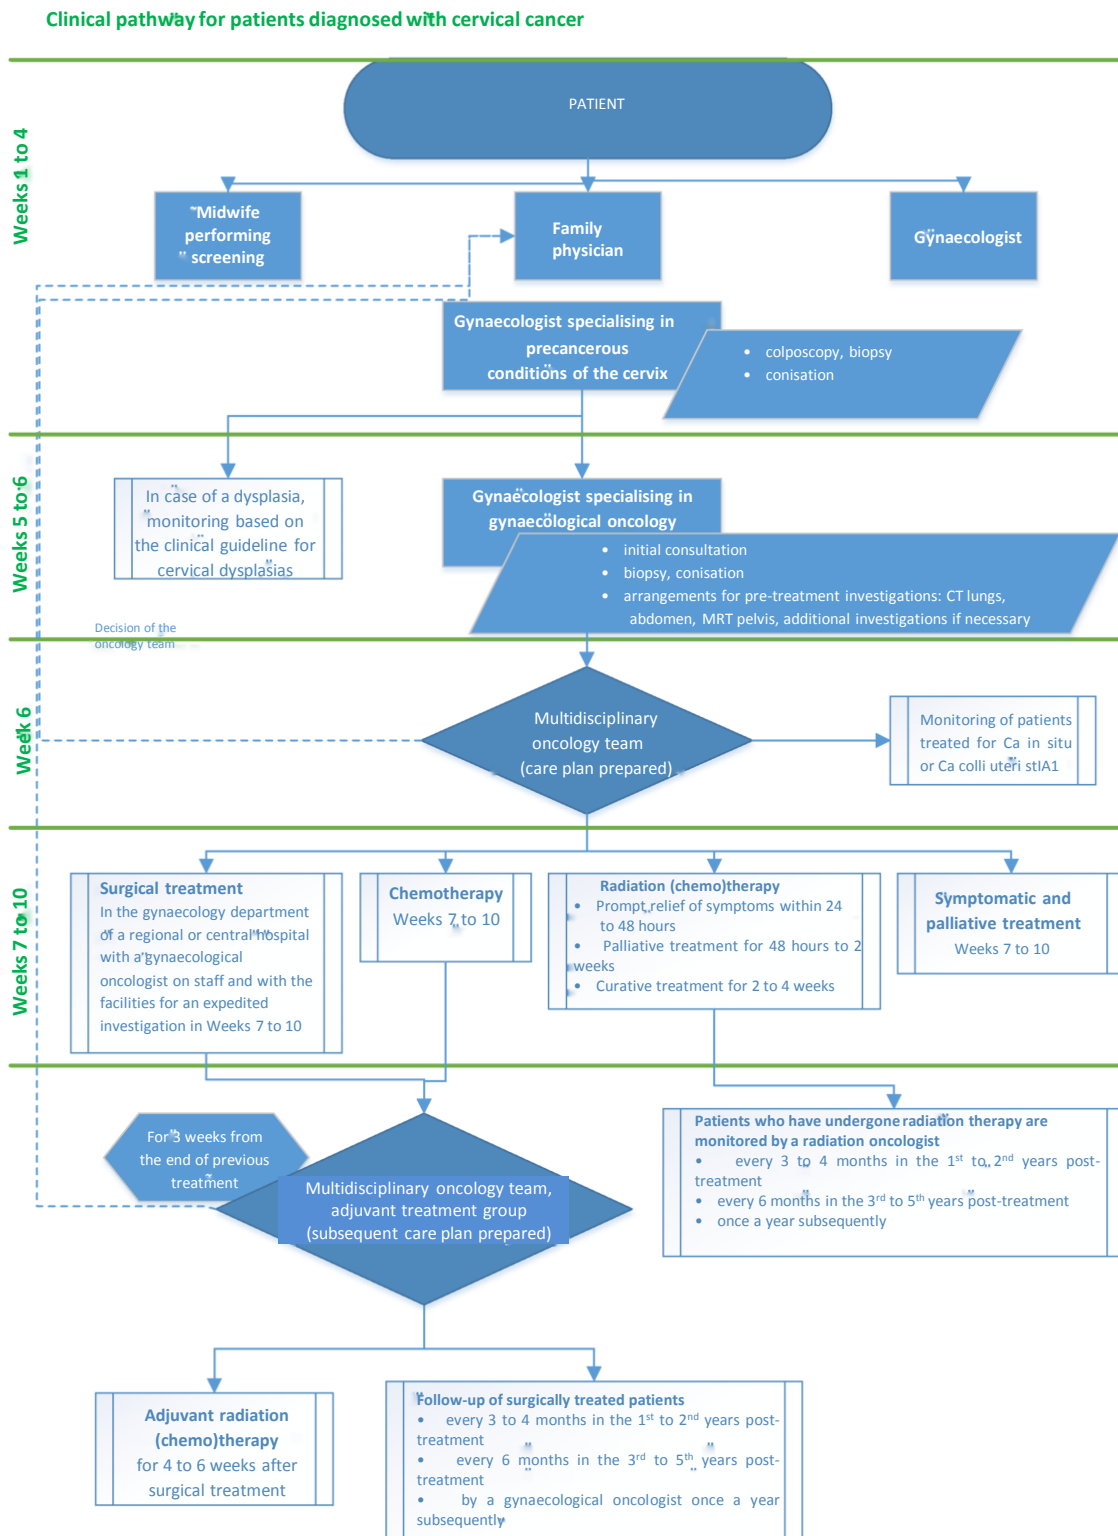 Clinical pathway for patients diagnosed with cervical cancer
Weeks 1 to 4
PATIENT
Midwife
performing
screening
Family
physician
Gynaecologist
Gynaecologist specialising in
precancerous
conditions of the cervix
• colposcopy, biopsy
• conisation
Weeks 5 to 6
In case of a dysplasia,
monitoring based on
the clinical guideline for
cervical dysplasias
Gynaecologist specialising in
gynaecological oncology
• initial consultation
• biopsy, conisation
• arrangements for pre-treatment investigations: CT lungs,
abdomen, MRT pelvis, additional investigations if necessary
Decision of the
oncology team
Week 6
Multidisciplinary
oncology team
(care plan prepared)
Monitoring of patients
treated for Ca in situ
or Ca colli uteri stIA1
Weeks 7 to 10
Surgical treatment
In the gynaecology department
of a regional or central hospital
with a gynaecological
oncologist on staff and with the
facilities for an expedited
investigation in Weeks 7 to 10
Chemotherapy
Weeks 7 to 10
Radiation (chemo)therapy
• Prompt relief of symptoms within 24
to 48 hours
• Palliative treatment for 48 hours to 2
weeks
• Curative treatment for 2 to 4 weeks
Symptomatic and
palliative treatment
Weeks 7 to 10
For 3 weeks from
the end of previous
treatment
Multidisciplinary oncology team,
adjuvant treatment group
(subsequent care plan prepared)
Patients who have undergone radiation therapy are
monitored by a radiation oncologist
• every 3 to 4 months in the 1st to 2nd years post-
treatment
• every 6 months in the 3rd to 5th years post-treatment
• once a year subsequently
Adjuvant radiation
(chemo)therapy
for 4 to 6 weeks after
surgical treatment
Follow-up of surgically treated patients
• every 3 to 4 months in the 1st to 2nd years post-
treatment
• every 6 months in the 3rd to 5th years post-
treatment
• by a gynaecological oncologist once a year
subsequently